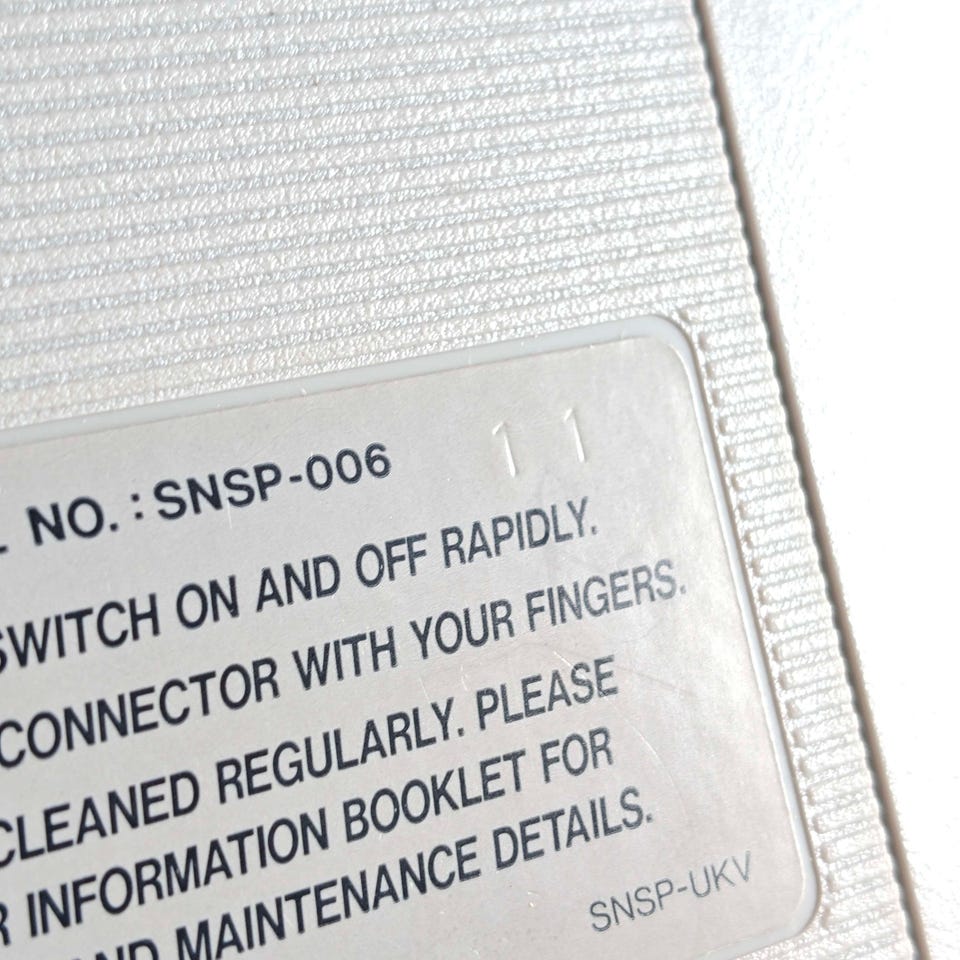 NO. : SNSP-006 11
SWITCH ON AND OFF RAPIDLY.
CONNECTOR WITH YOUR FINGERS.
CLEANED REGULARLY. PLEASE
R INFORMATION BOOKLET FOR
AND MAINTENANCE DETAILS.
SNSP-UKV